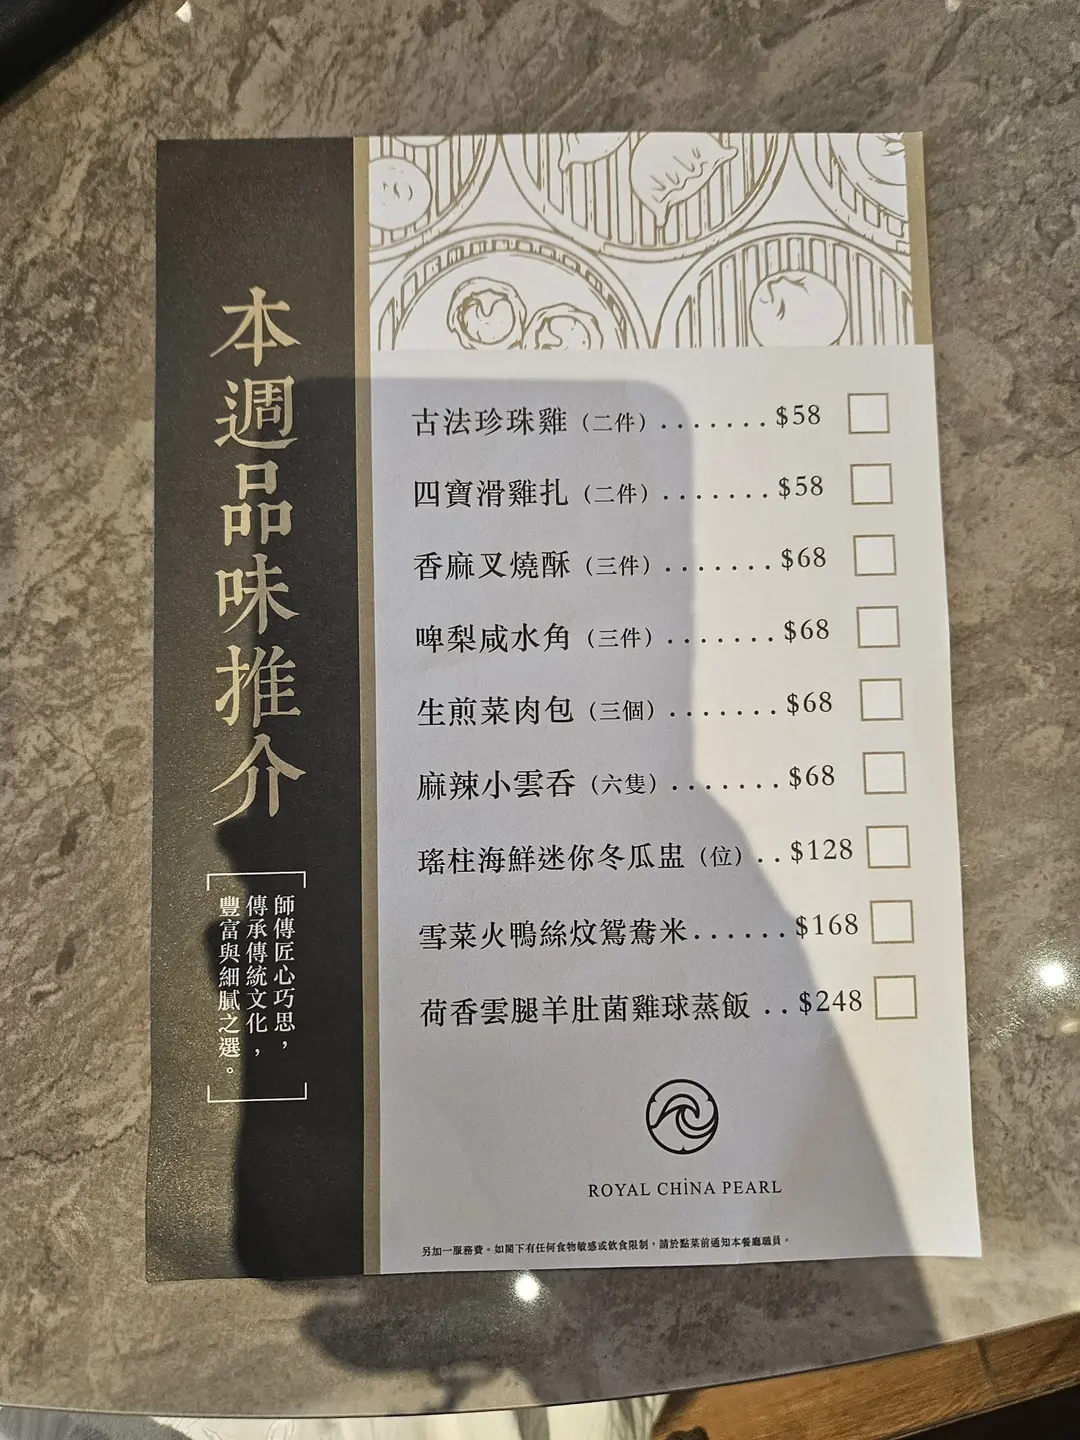 本週品味推介
師傳匠心巧思，
傳承傳統文化，
豐富與細膩之選。
古法珍珠雞（二件）.......$58
四寶滑雞扎（二件）.......$58
香麻叉燒酥（三件）.......$68
啤梨咸水角（三件）.......$68
生煎菜肉包（三個）.......$68
麻辣小雲吞（六隻）.......$68
瑤柱海鮮迷你冬瓜盅（位）..$128
雪菜火鴨絲炆鴛鴦米......$168
荷香雲腿羊肚菌雞球蒸飯 ..$248
ROYAL CHINA PEARL
另加一服務費。如閣下有任何食物敏感或飲食限制，請於點菜前通知本餐廳職員。